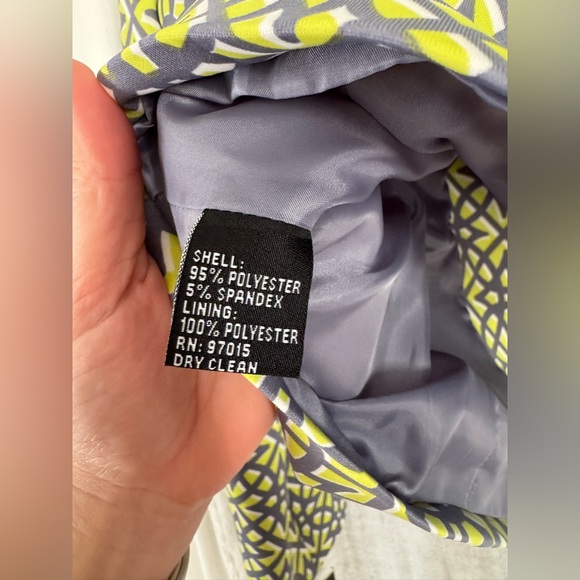 SHELL:
95% POLYESTER
5% SPANDEX
LINING:
100% POLYESTER
RN: 97015
DRY CLEAN